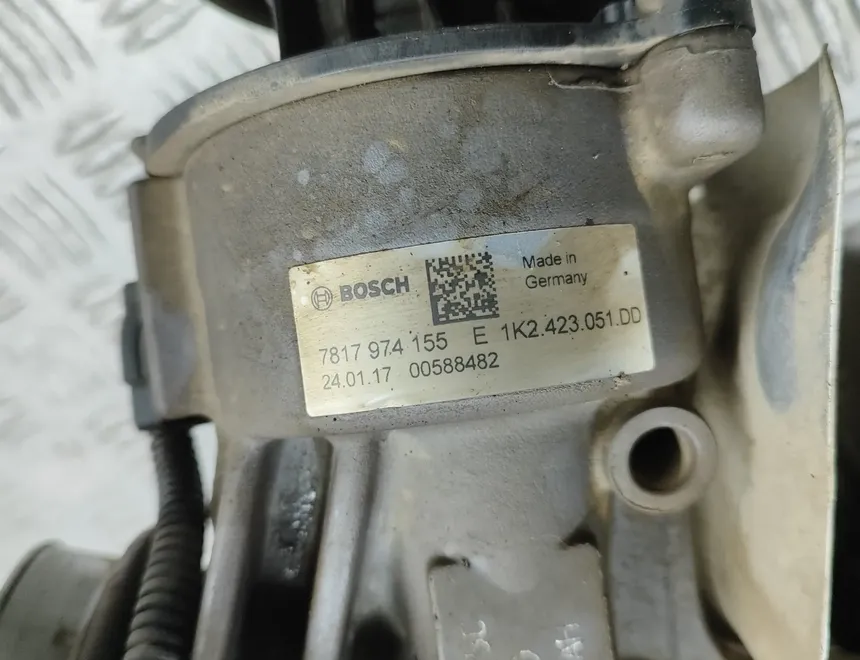 BOSCH
Made in
Germany
7817 974 155 E 1K2.423.051.DD
24.01.17 00588482